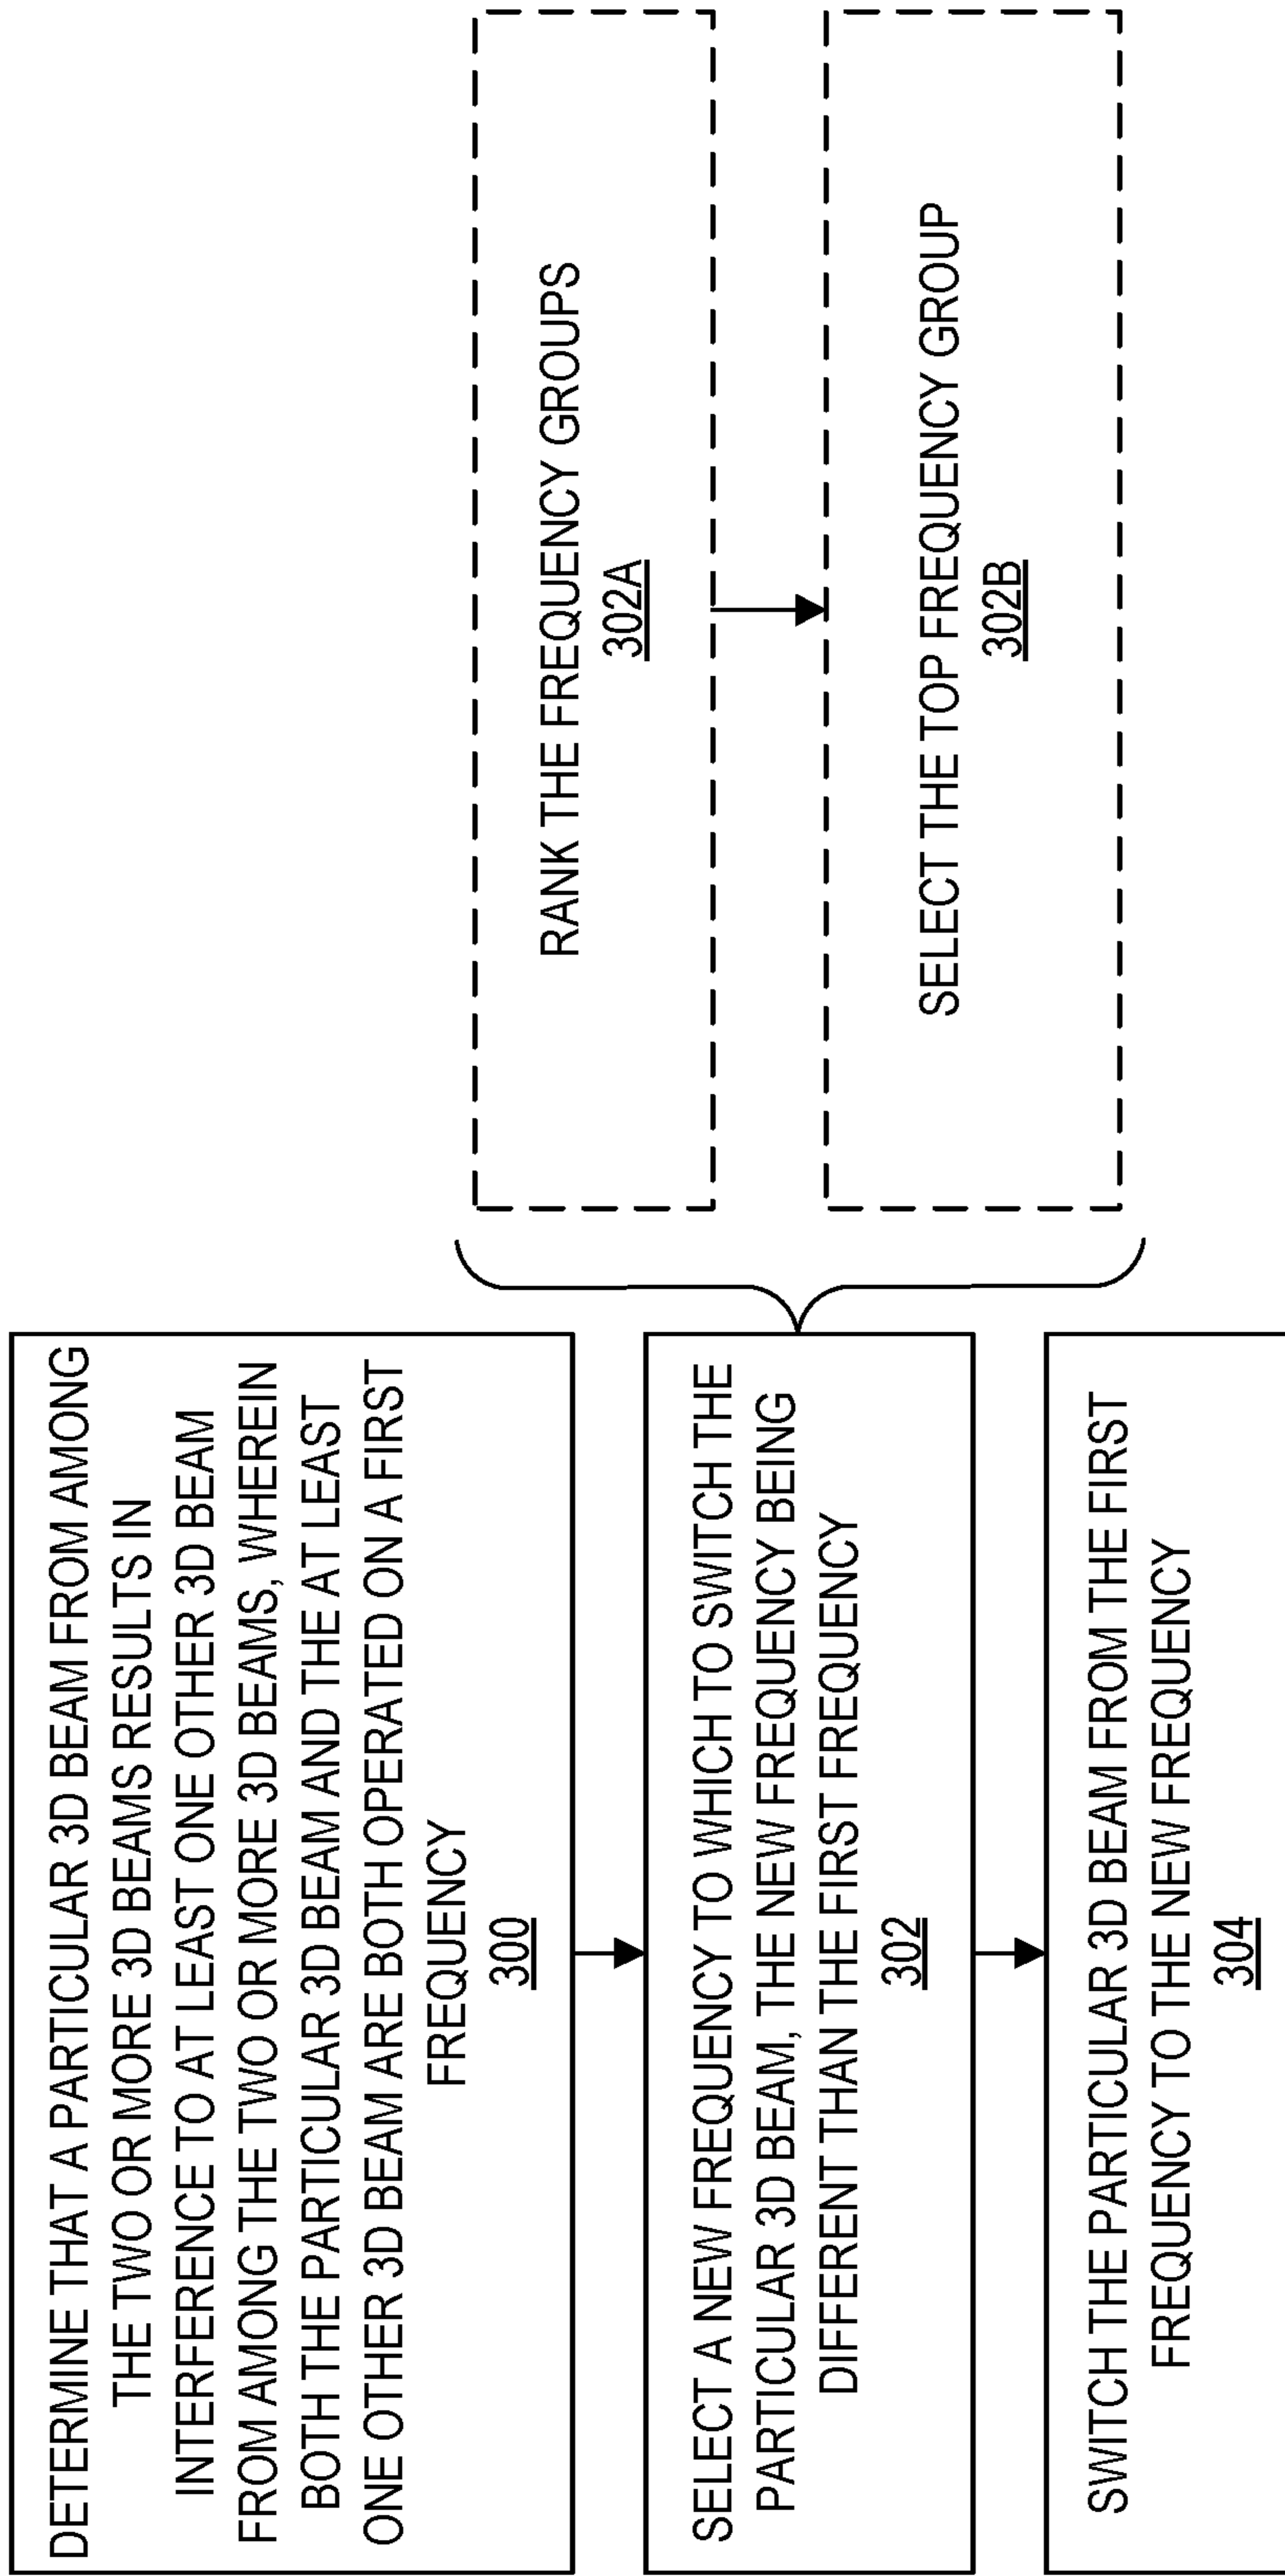 DETERMINE THAT A PARTICULAR 3D BEAM FROM AMONG
THE TWO OR MORE 3D BEAMS RESULTS IN
INTERFERENCE TO AT LEAST ONE OTHER 3D BEAM
FROM AMONG THE TWO OR MORE 3D BEAMS, WHEREIN
BOTH THE PARTICULAR 3D BEAM AND THE AT LEAST
ONE OTHER 3D BEAM ARE BOTH OPERATED ON A FIRST
FREQUENCY
300
SELECT A NEW FREQUENCY TO WHICH TO SWITCH THE
PARTICULAR 3D BEAM, THE NEW FREQUENCY BEING
DIFFERENT THAN THE FIRST FREQUENCY
302
RANK THE FREQUENCY GROUPS
302A
SELECT THE TOP FREQUENCY GROUP
302B
SWITCH THE PARTICULAR 3D BEAM FROM THE FIRST
FREQUENCY TO THE NEW FREQUENCY
304